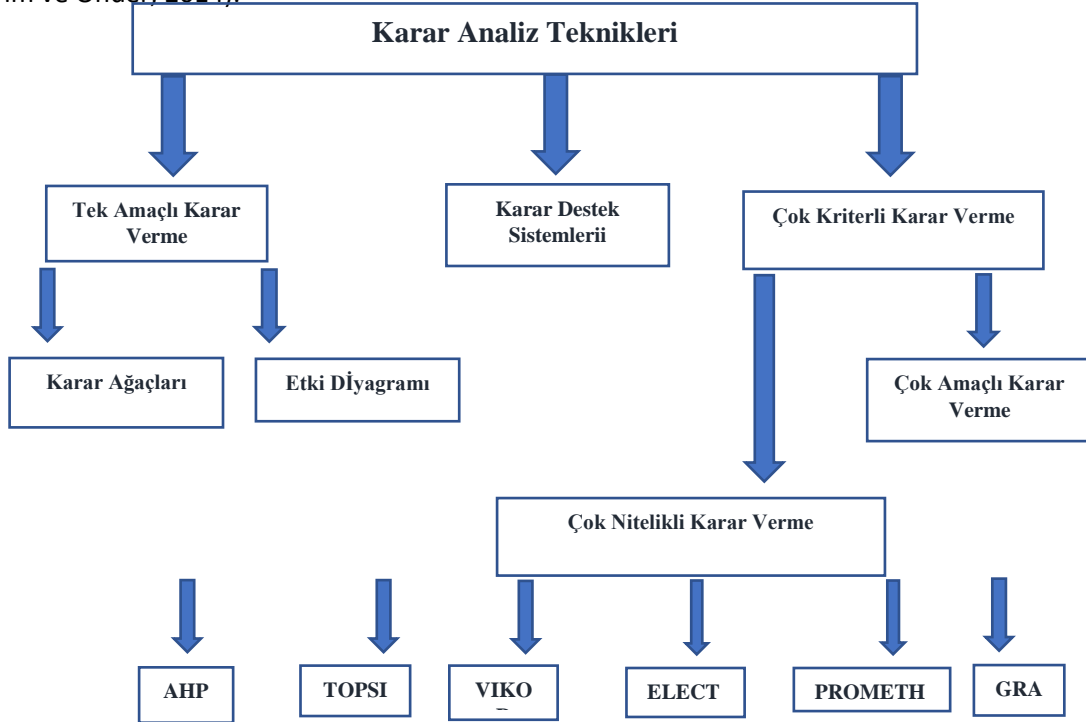 Karar Analiz Teknikleri
Tek Amaçlı Karar
Verme
Karar Destek
Sistemlerii
Çok Kriterli Karar Verme
Karar Ağaçları
Etki Dİyagramı
Çok Amaçlı Karar
Verme
Çok Nitelikli Karar Verme
AHP
TOPSI
VIKO
ELECT
PROMETH
GRA